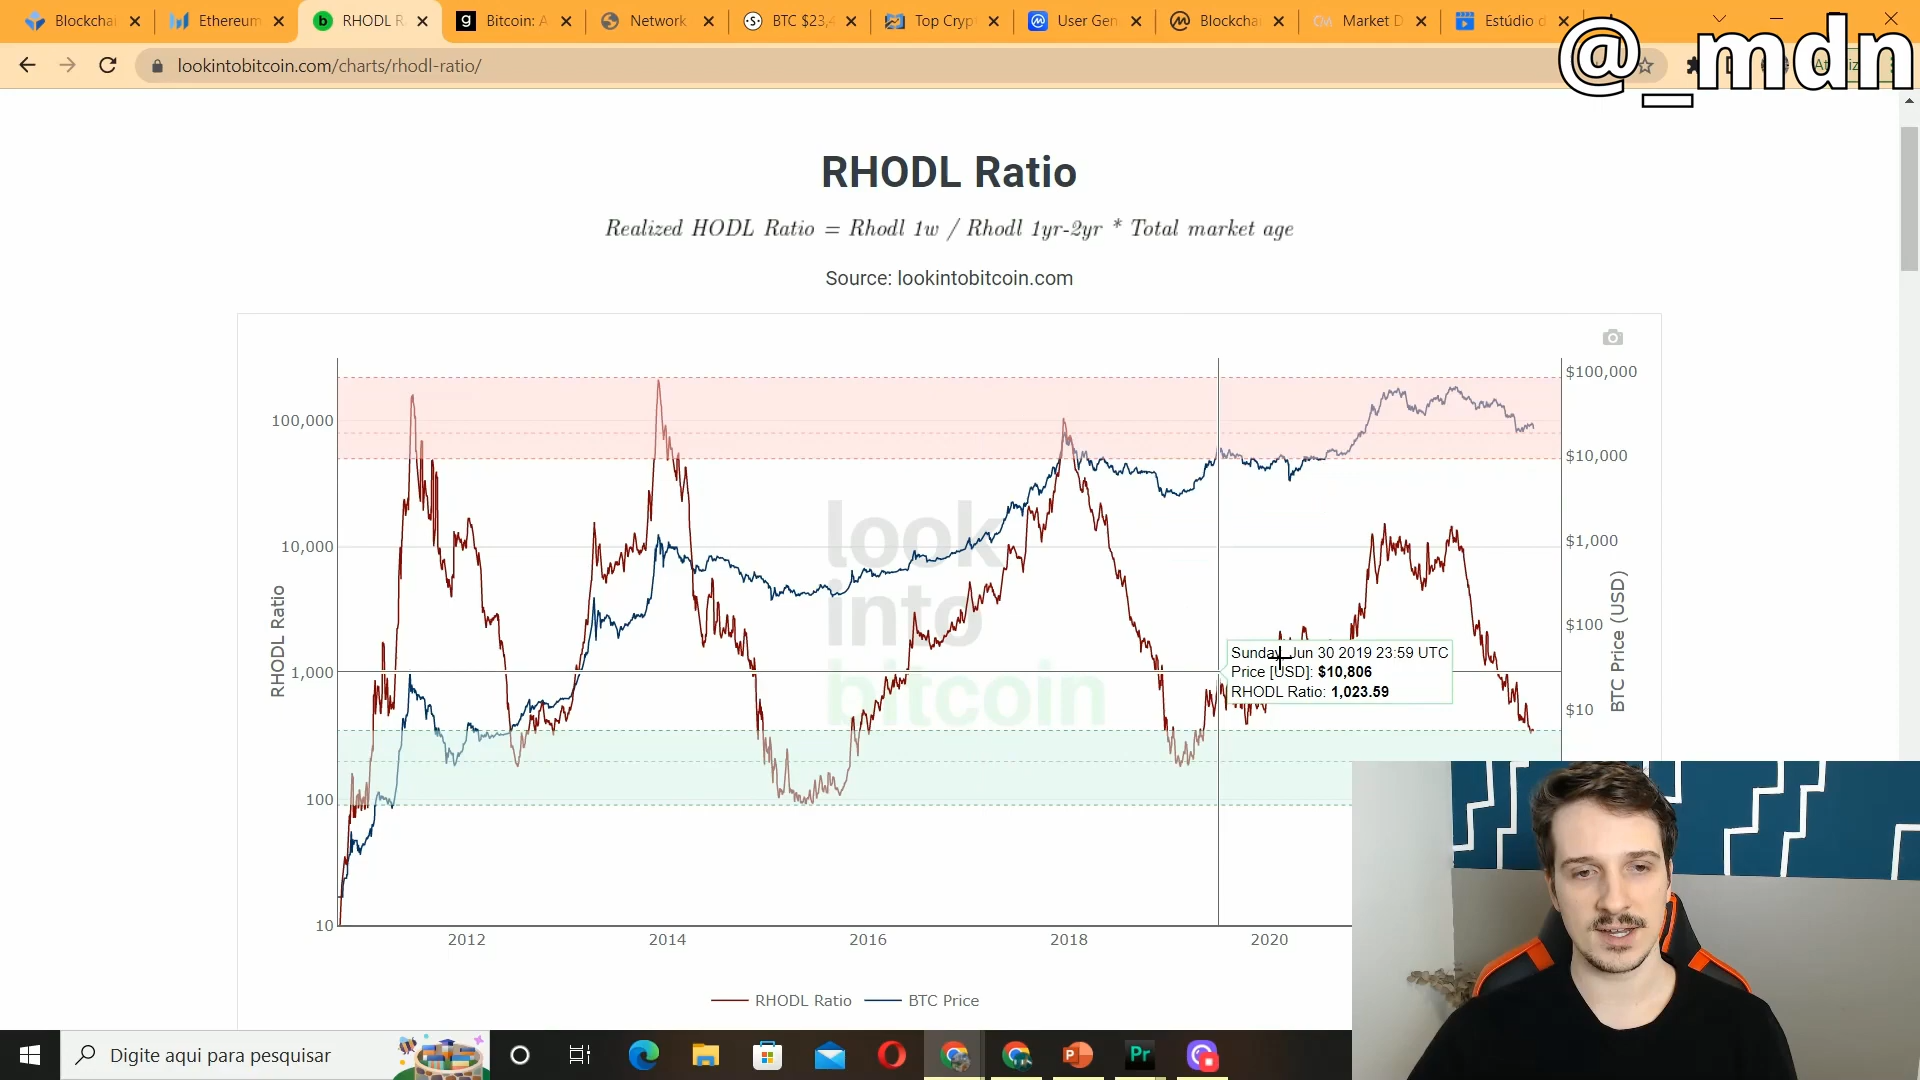 Blockchai
Ethereum
RHODL R
Bitcoin: A
Network
BTC $23,4
Top Cryp
User Gen
Blockcha
Market D
Estúdio d
@_mdn
lookintobitcoin.com/charts/rhodl-ratio/
RHODL Ratio
Realized HODL Ratio = Rhodl 1w / Rhodl 1yr-2yr * Total market age
Source: lookintobitcoin.com
100,000
10,000
1,000
100
10
RHODL Ratio
$100,000
$10,000
$1,000
$100
$10
BTC Price (USD)
look
into
bitcoin
Sunday, Jun 30 2019 23:59 UTC
Price [USD]: $10,806
RHODL Ratio: 1,023.59
2012
2014
2016
2018
2020
RHODL Ratio
BTC Price
Digite aqui para pesquisar
Pr